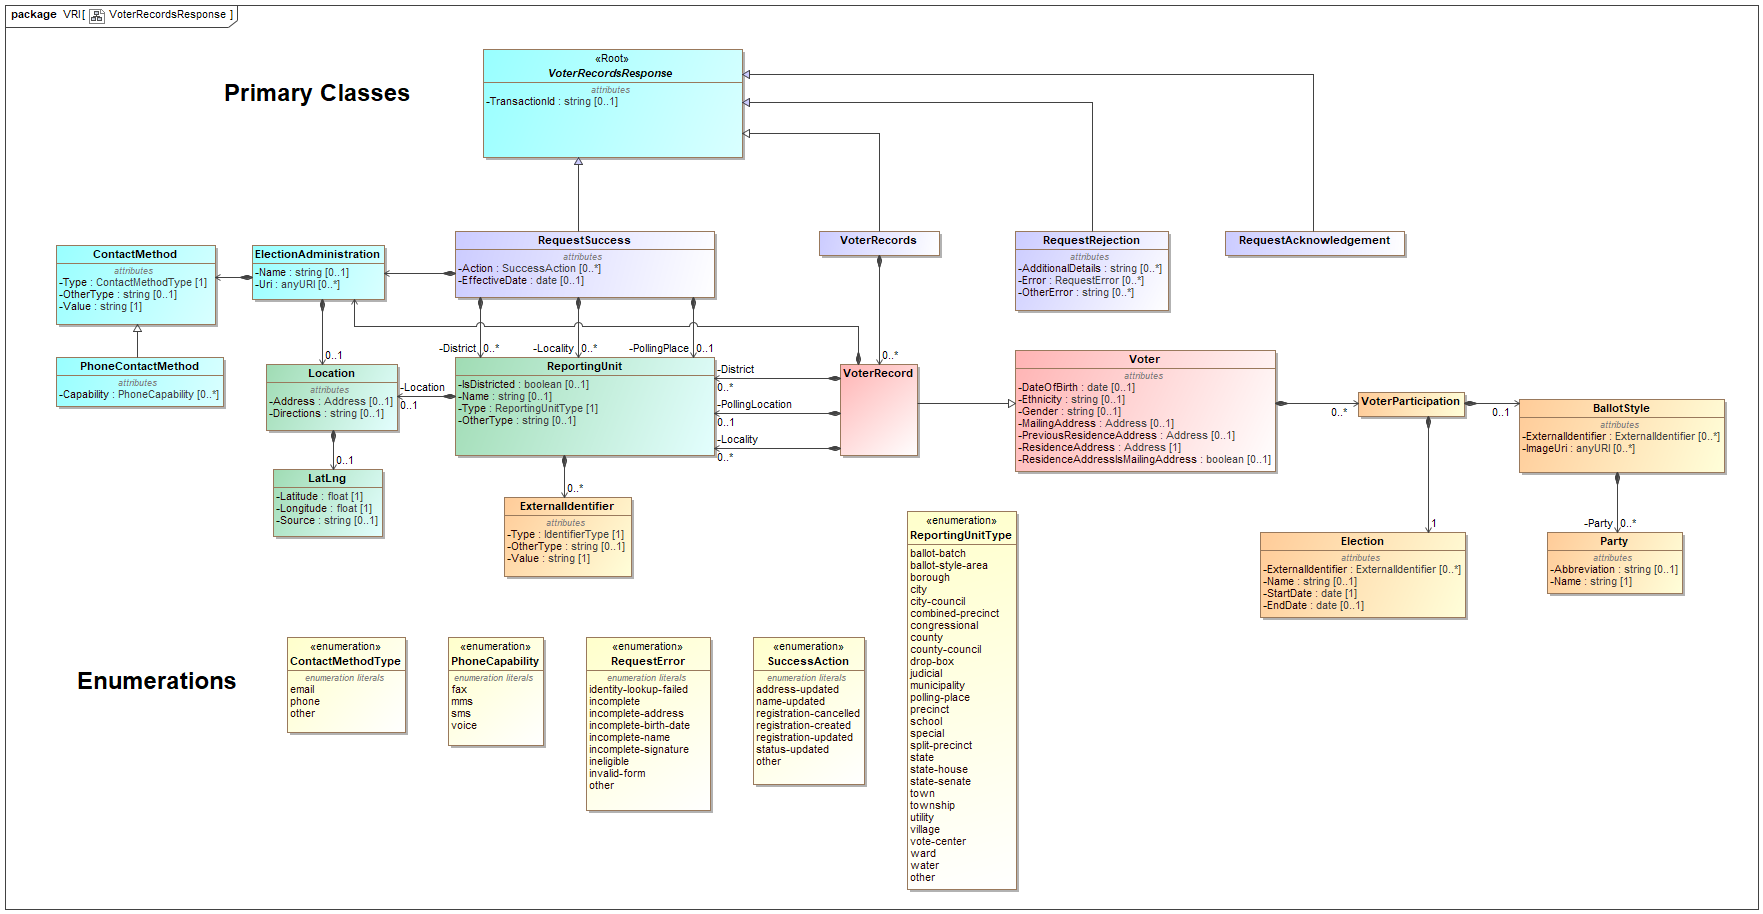 package VRI[ VoterRecordsResponse ]
Primary Classes
«Root»
VoterRecordsResponse
attributes
-TransactionId : string [0..1]
ContactMethod
attributes
-Type : ContactMethodType [1]
-OtherType : string [0..1]
-Value : string [1]
ElectionAdministration
-Name : string [0..1]
-Uri : anyURI [0..*]
RequestSuccess
attributes
-Action : SuccessAction [0..*]
-EffectiveDate : date [0..1]
VoterRecords
RequestRejection
attributes
-AdditionalDetails : string [0..*]
-Error : RequestError [0..*]
-OtherError : string [0..*]
RequestAcknowledgement
PhoneContactMethod
attributes
-Capability : PhoneCapability [0..*]
0..1
Location
attributes
-Address : Address [0..1]
-Directions : string [0..1]
-Location
0..1
-District 0..*
-Locality 0..*
-PollingPlace 0..1
ReportingUnit
-IsDistricted : boolean [0..1]
-Name : string [0..1]
-Type : ReportingUnitType [1]
-OtherType : string [0..1]
-District
0..*
-PollingLocation
0..1
-Locality
0..*
0..*
VoterRecord
Voter
attributes
-DateOfBirth : date [0..1]
-Ethnicity : string [0..1]
-Gender : string [0..1]
-MailingAddress : Address [0..1]
-PreviousResidenceAddress : Address [0..1]
-ResidenceAddress : Address [1]
-ResidenceAddressIsMailingAddress : boolean [0..1]
0..*
VoterParticipation
0..1
BallotStyle
attributes
-ExternalIdentifier : ExternalIdentifier [0..*]
-ImageUri : anyURI [0..*]
0..1
LatLng
-Latitude : float [1]
-Longitude : float [1]
-Source : string [0..1]
0..*
ExternalIdentifier
attributes
-Type : IdentifierType [1]
-OtherType : string [0..1]
-Value : string [1]
1
Election
attributes
-ExternalIdentifier : ExternalIdentifier [0..*]
-Name : string [0..1]
-StartDate : date [1]
-EndDate : date [0..1]
-Party 0..*
Party
attributes
-Abbreviation : string [0..1]
-Name : string [1]
Enumerations
«enumeration»
ContactMethodType
enumeration literals
email
phone
other
«enumeration»
PhoneCapability
enumeration literals
fax
mms
sms
voice
«enumeration»
RequestError
enumeration literals
identity-lookup-failed
incomplete
incomplete-address
incomplete-birth-date
incomplete-name
incomplete-signature
ineligible
invalid-form
other
«enumeration»
SuccessAction
enumeration literals
address-updated
name-updated
registration-cancelled
registration-created
registration-updated
status-updated
other
«enumeration»
ReportingUnitType
ballot-batch
ballot-style-area
borough
city
city-council
combined-precinct
congressional
county
county-council
drop-box
judicial
municipality
polling-place
precinct
school
special
split-precinct
state
state-house
state-senate
town
township
utility
village
vote-center
ward
water
other